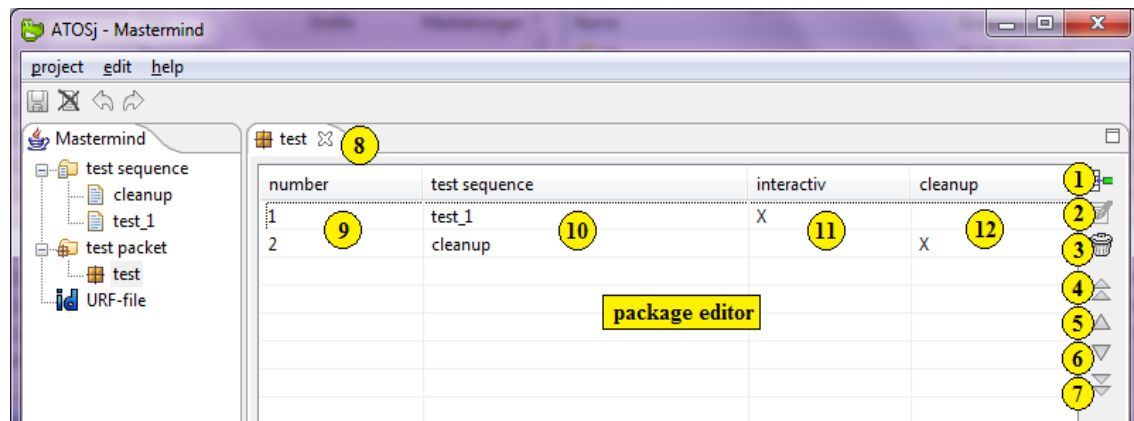 ATOSj - Mastermind
project edit help
Mastermind
test 8
test sequence
cleanup
test_1
test packet
test
URF-file
number test sequence interactiv cleanup 1
1 test_1 X 2
9 10 11 12
2 cleanup X 3
4
package editor
5
6
7